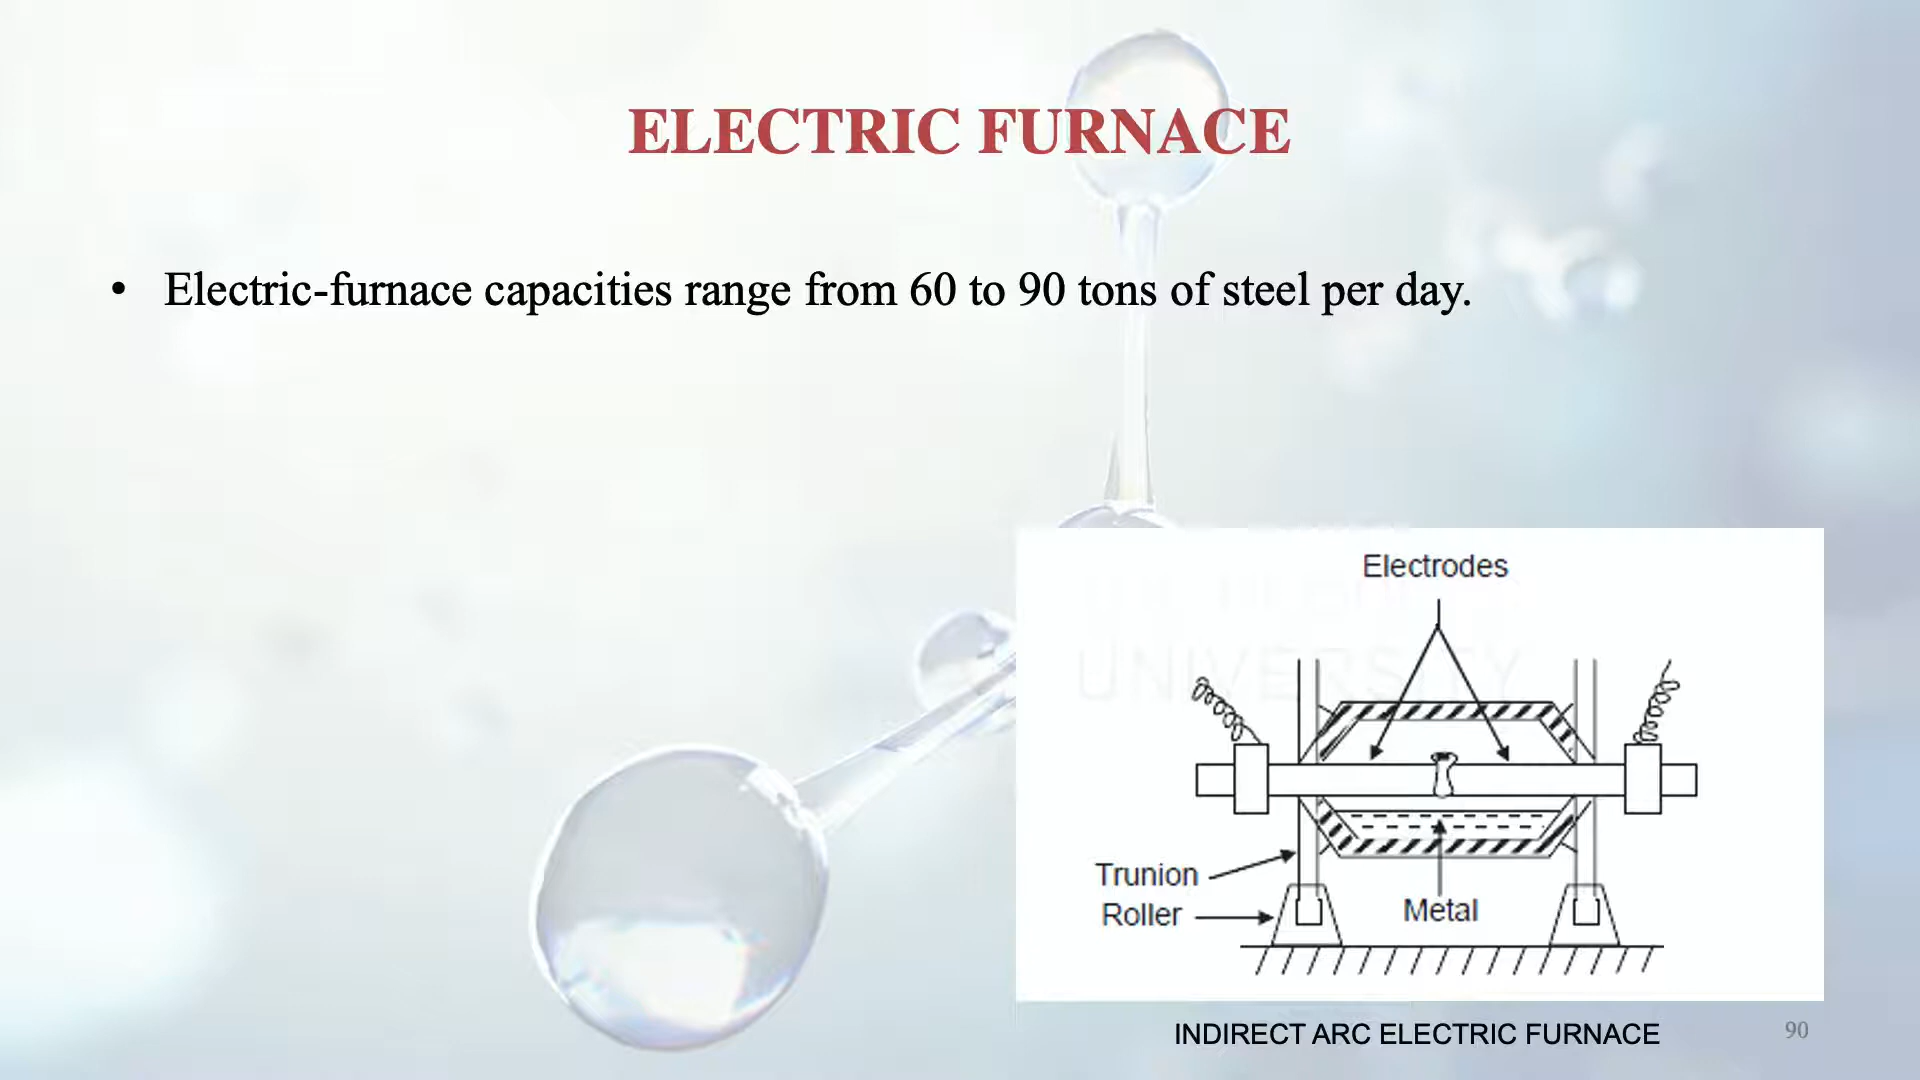 ELECTRIC FURNACE
• Electric-furnace capacities range from 60 to 90 tons of steel per day.
Electrodes
UNIVERSITY
Trunion
Roller
Metal
INDIRECT ARC ELECTRIC FURNACE
90